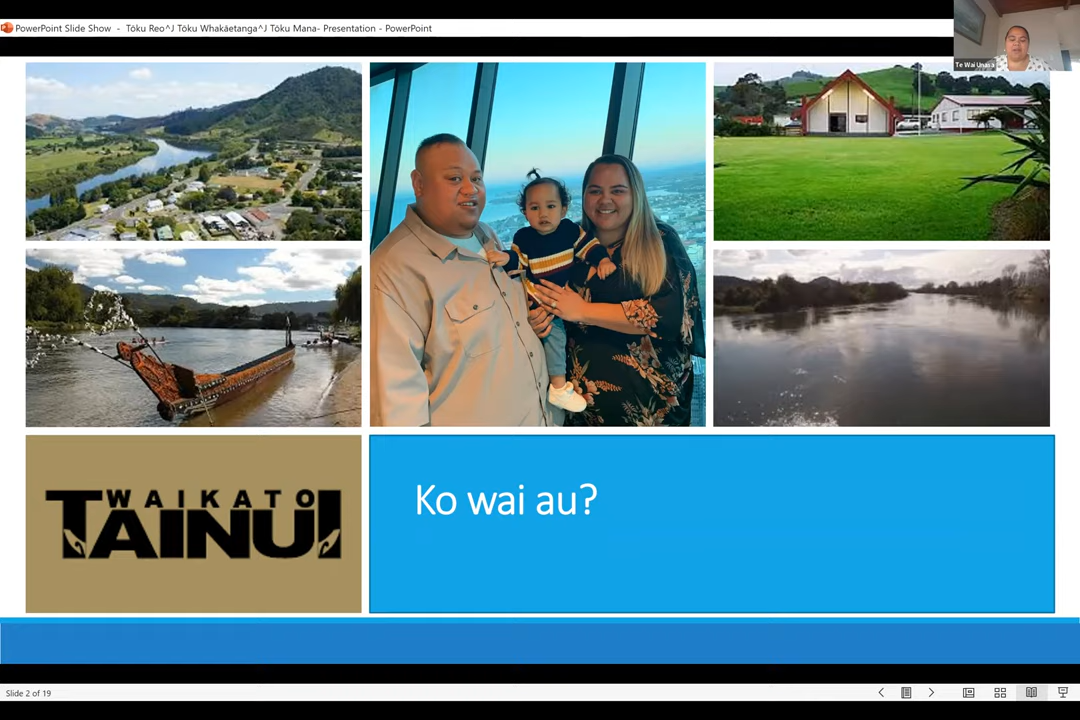 PowerPoint Slide Show - Tōku Reo^J Tōku Whakāetanga^J Tōku Mana- Presentation - PowerPoint
Te Wai Unasa
WAIKATO
TAINUI
Ko wai au?
Slide 2 of 19